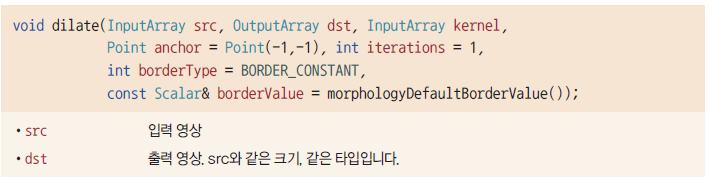 void dilate(InputArray src, OutputArray dst, InputArray kernel,
Point anchor = Point(-1,-1), int iterations = 1,
int borderType = BORDER_CONSTANT,
const Scalar& borderValue = morphologyDefaultBorderValue());
• src 입력 영상
• dst 출력 영상. src와 같은 크기, 같은 타입입니다.